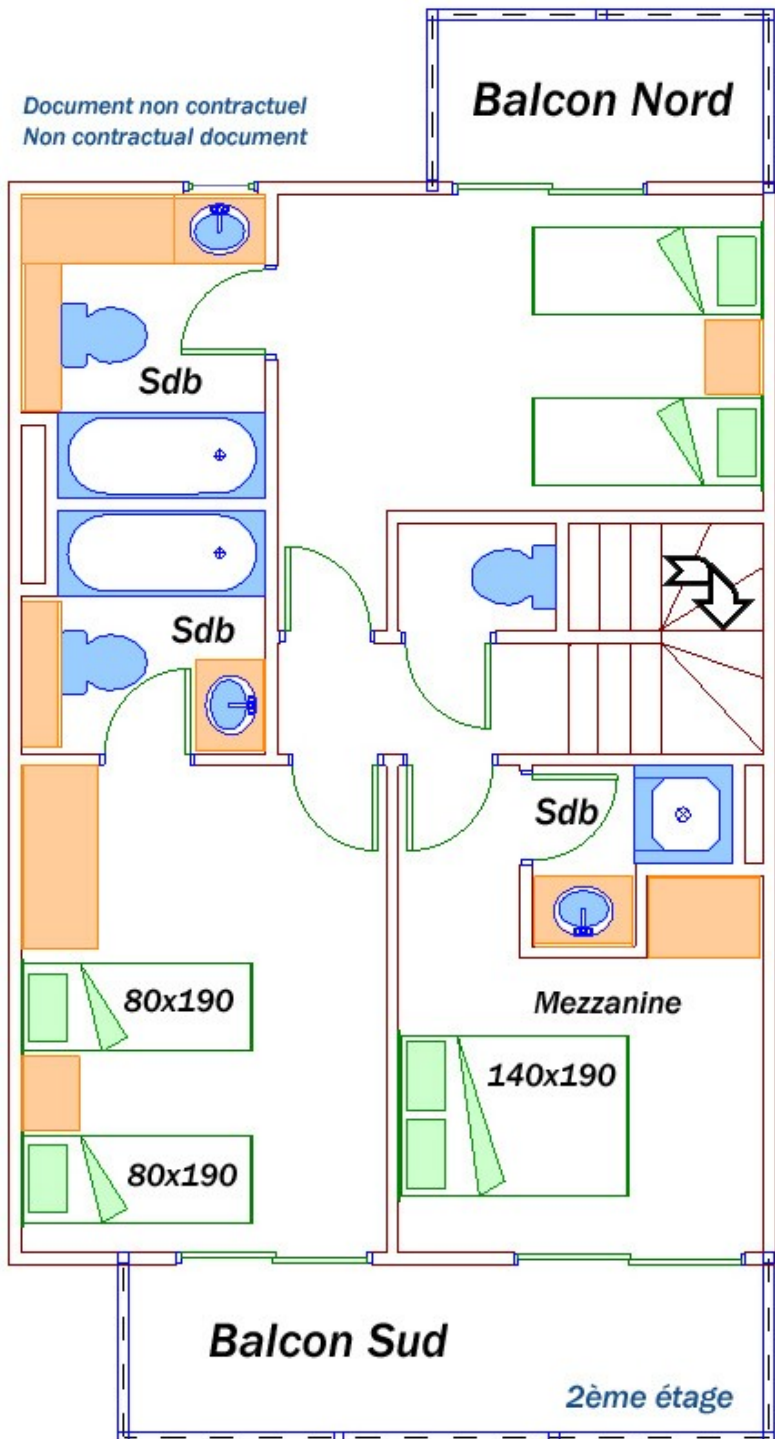 Balcon Nord
Document non contractuel
Non contractual document
Sdb
Sdb
Sdb
80x190
Mezzanine
140x190
80x190
Balcon Sud
2ème étage